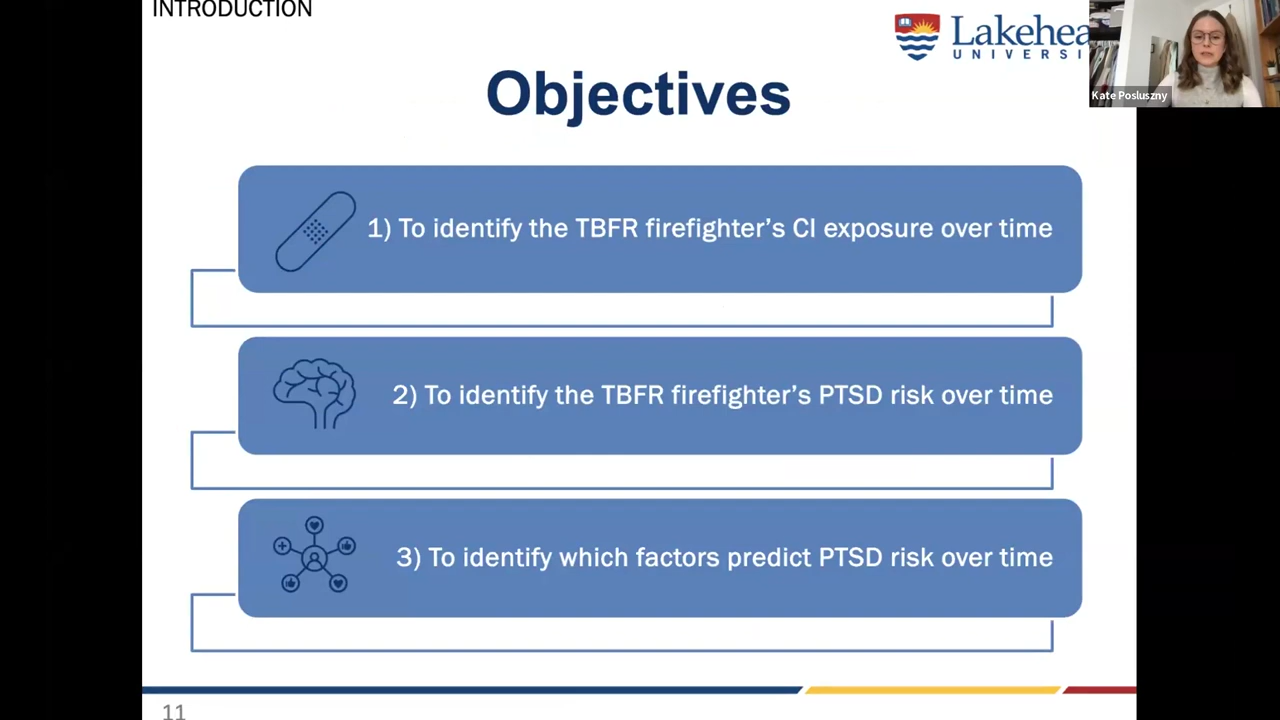 INTRODUCTION
Lakehea
UNIVERSI
Kate Posluszny
Objectives
1) To identify the TBFR firefighter's CI exposure over time
2) To identify the TBFR firefighter's PTSD risk over time
3) To identify which factors predict PTSD risk over time
11